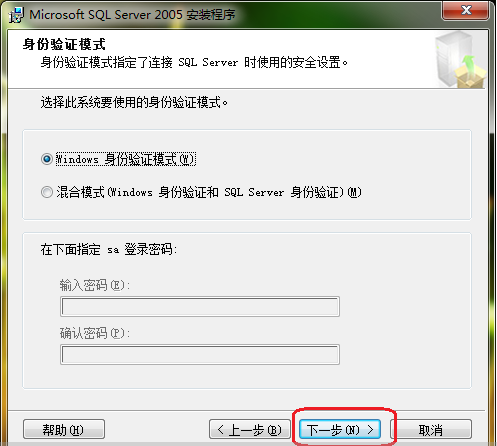 Microsoft SQL Server 2005 安装程序
身份验证模式
身份验证模式指定了连接 SQL Server 时使用的安全设置。
选择此系统要使用的身份验证模式。
Windows 身份验证模式(W)
混合模式(Windows 身份验证和 SQL Server 身份验证)(M)
在下面指定 sa 登录密码:
输入密码(E):
确认密码(P):
帮助(H)
< 上一步(B)
下一步(N) >
取消